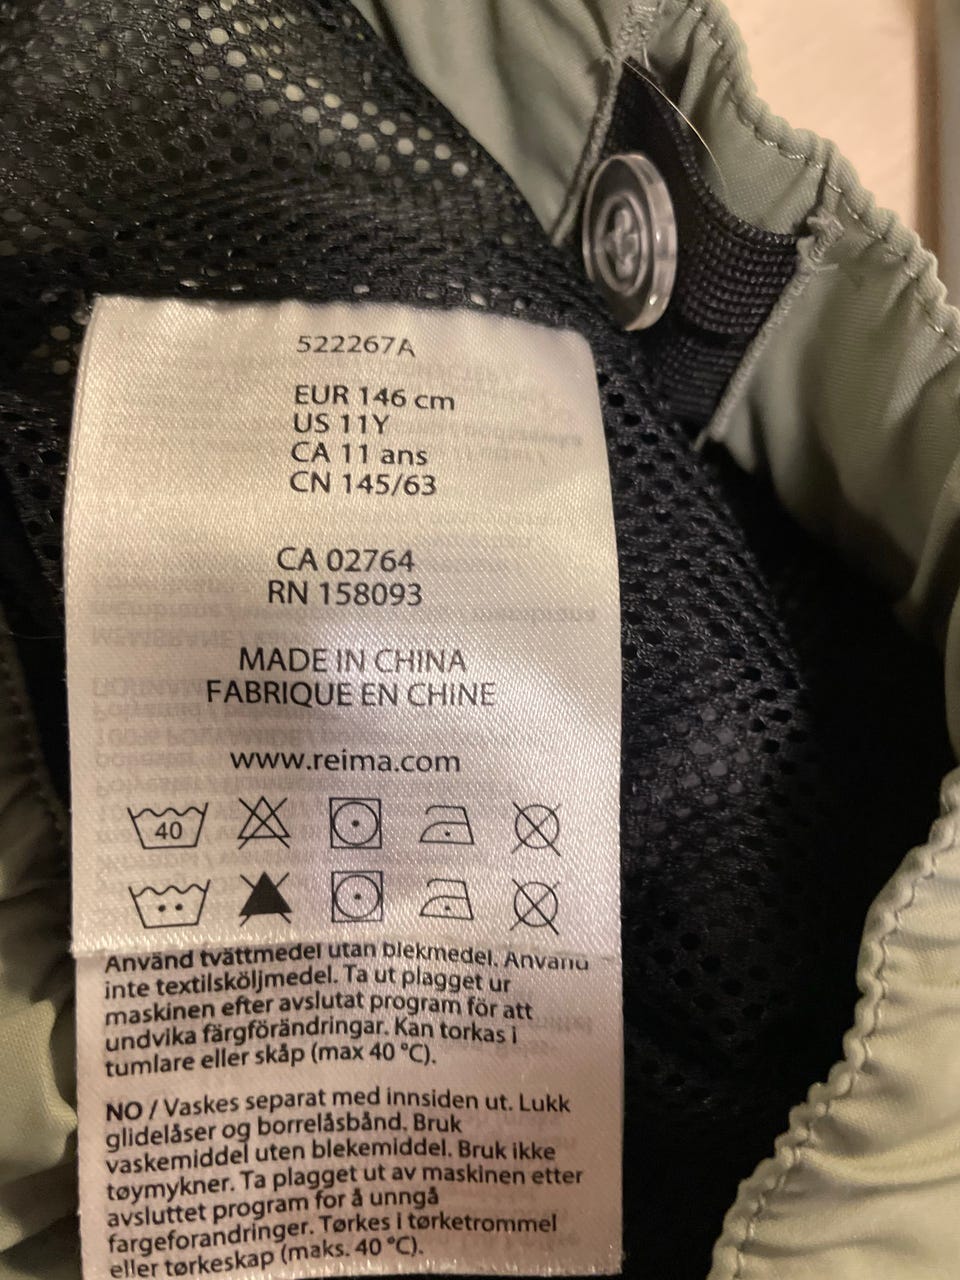 522267A
EUR 146 cm
US 11Y
CA 11 ans
CN 145/63
CA 02764
RN 158093
MADE IN CHINA
FABRIQUE EN CHINE
www.reima.com
40
Använd tvättmedel utan blekmedel. Använd
inte textilsköljmedel. Ta ut plagget ur
maskinen efter avslutat program för att
undvika färgförändringar. Kan torkas i
tumlare eller skåp (max 40 °C).
NO / Vaskes separat med innsiden ut. Lukk
glidelåser og borrelåsbånd. Bruk
vaskemiddel uten blekemiddel. Bruk ikke
tøymykner. Ta plagget ut av maskinen etter
avsluttet program for å unngå
fargeforandringer. Tørkes i tørketrommel
eller tørkeskap (maks. 40 °C).